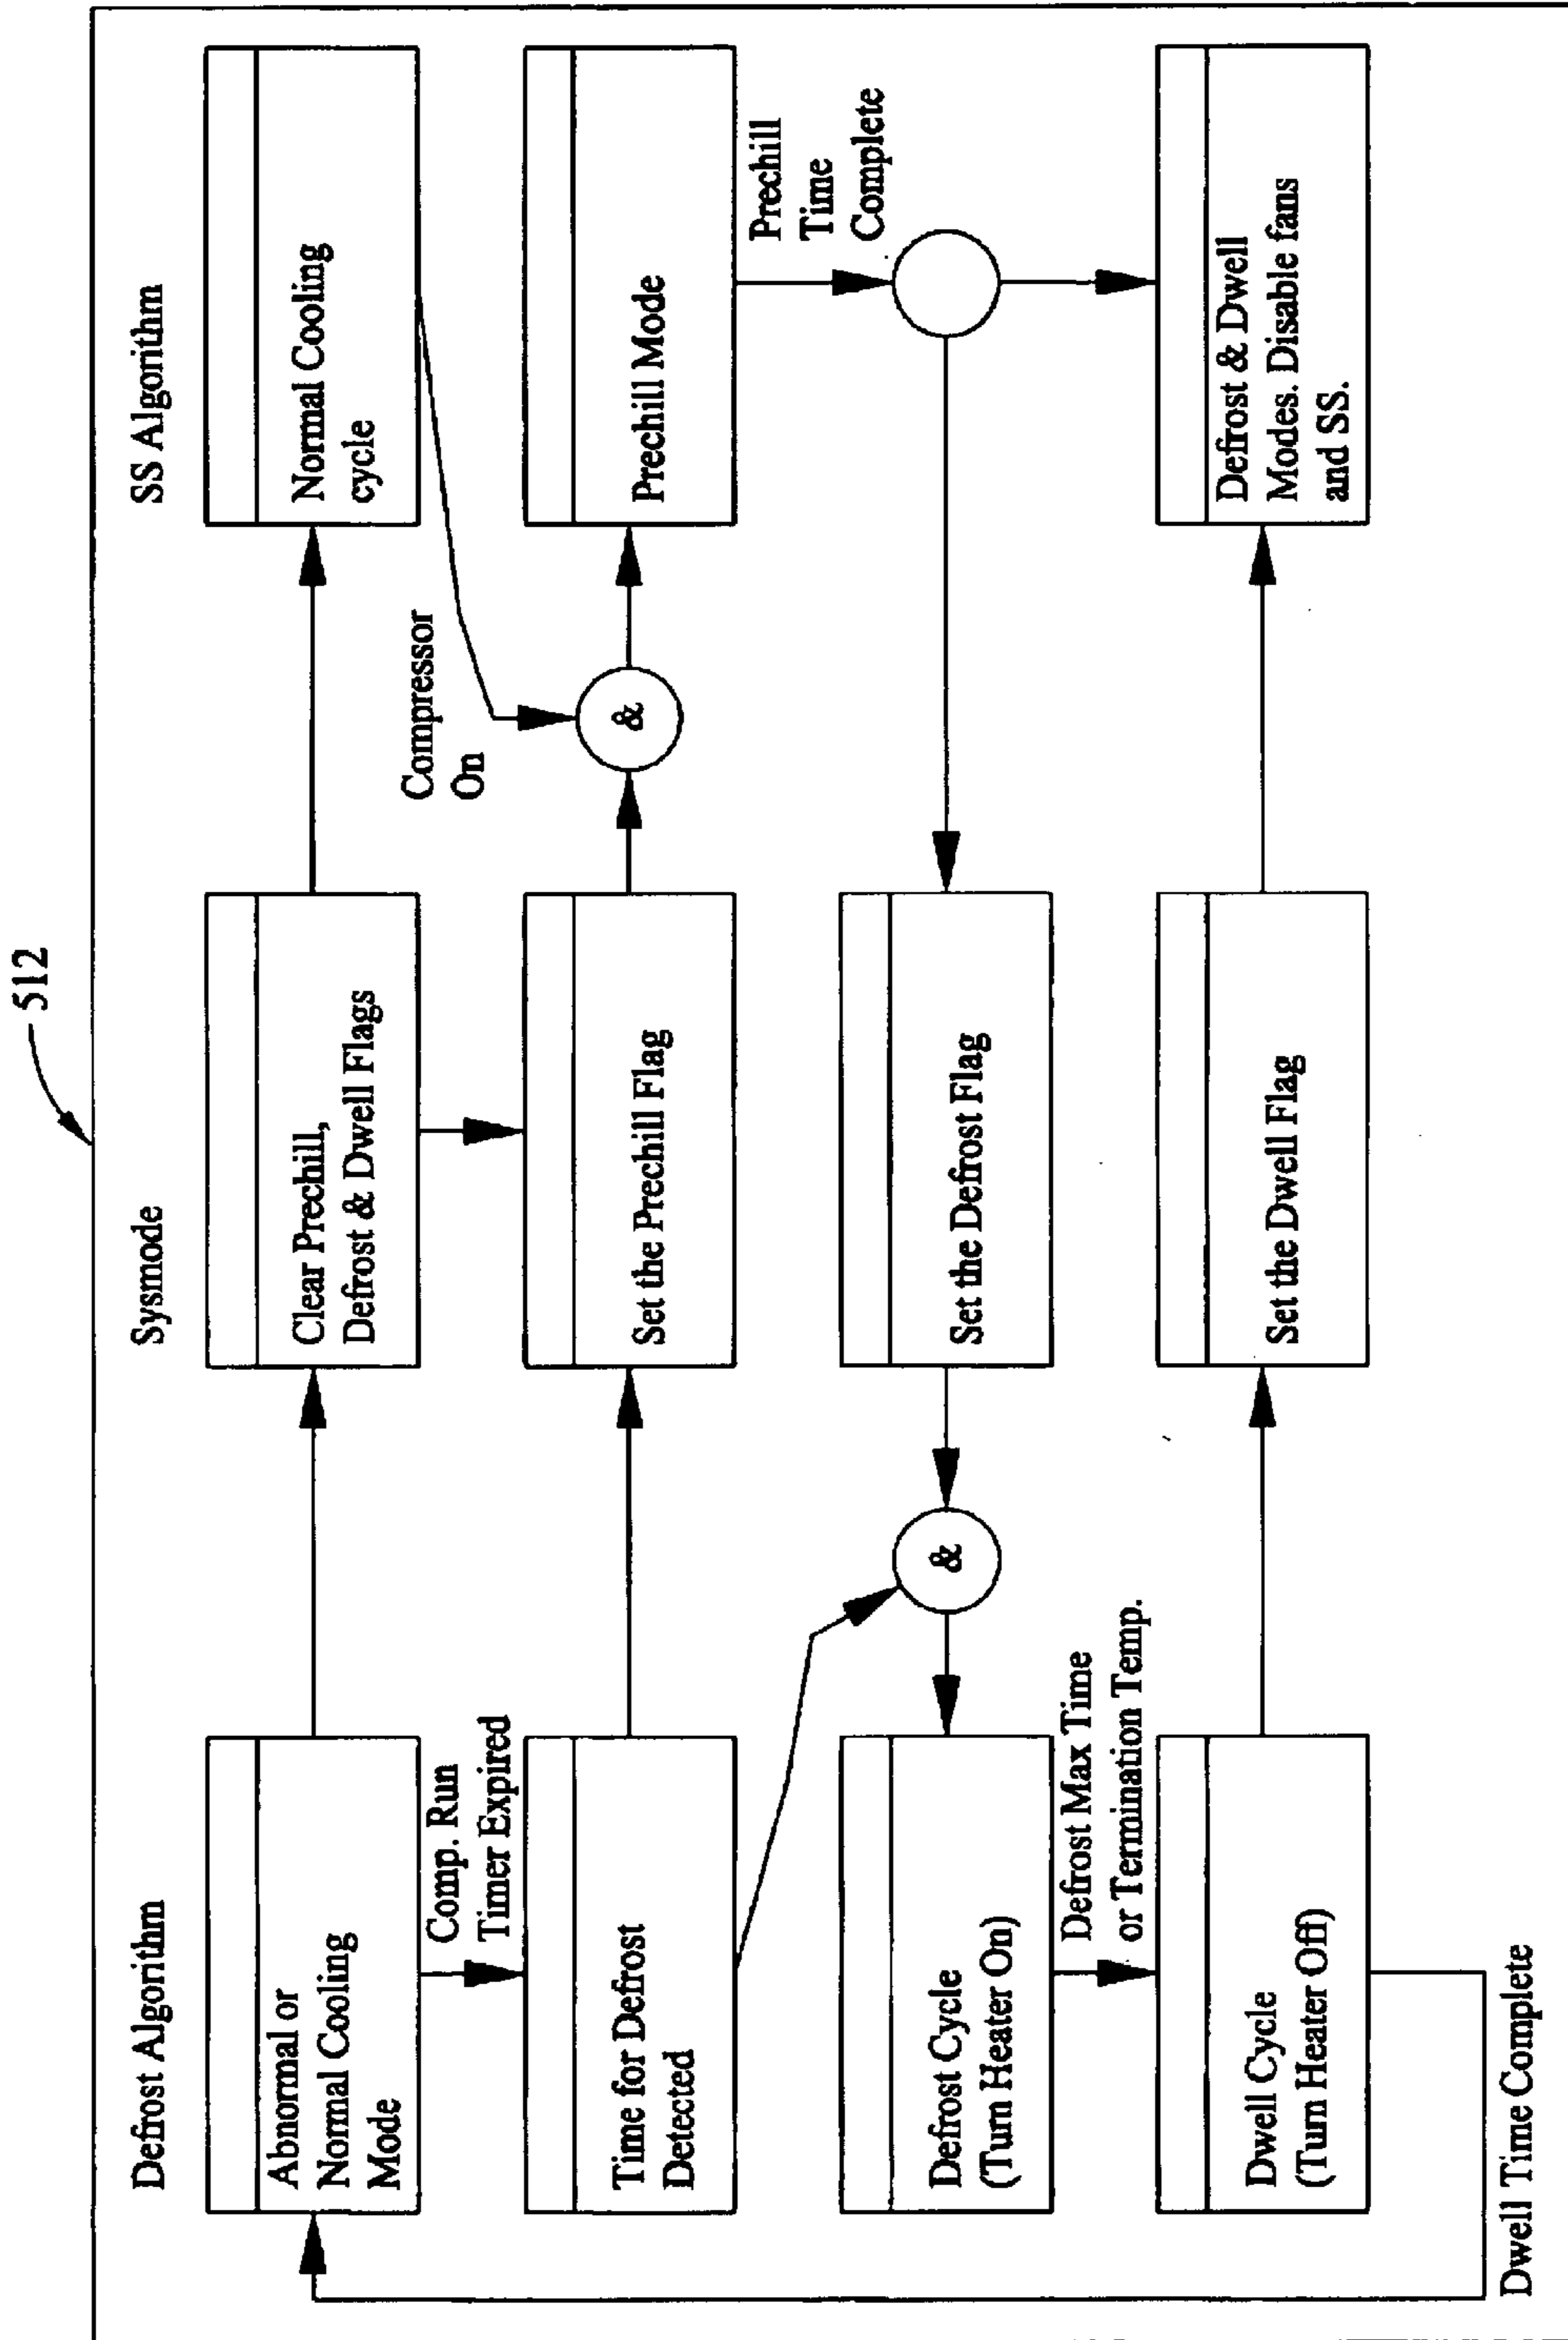 512
Defrost Algorithm
Sysmode
SS Algorithm
Abnormal or
Normal Cooling
Mode
Clear Prechill,
Defrost & Dwell Flags
Normal Cooling
cycle
Comp. Run
Timer Expired
Compressor
On
Time for Defrost
Detected
Set the Prechill Flag
&
Prechill Mode
Prechill
Time
Complete
&
Defrost Cycle
(Turn Heater On)
Set the Defrost Flag
Defrost Max Time
or Termination Temp.
Dwell Cycle
(Turn Heater Off)
Set the Dwell Flag
Defrost & Dwell
Modes. Disable fans
and SS.
Dwell Time Complete